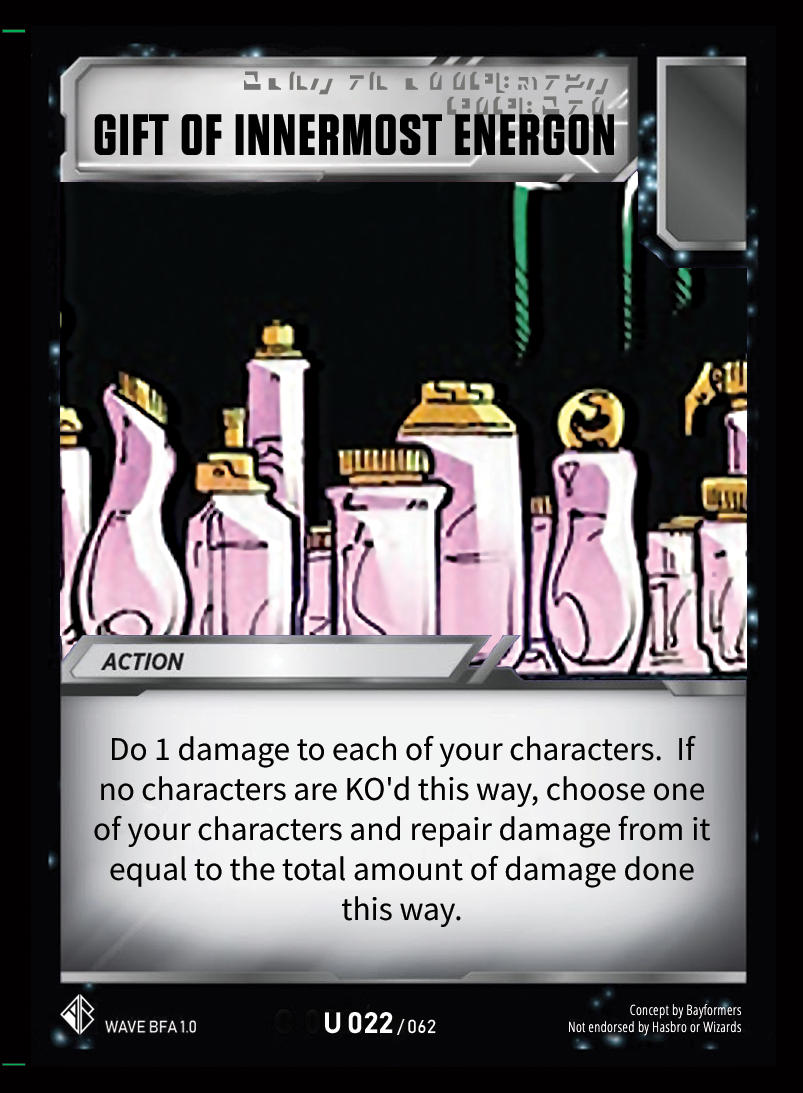 GIFT OF INNERMOST ENERGON
ACTION
Do 1 damage to each of your characters.  If
no characters are KO'd this way, choose one
of your characters and repair damage from it
equal to the total amount of damage done
this way.
WAVE BFA 1.0
U 022/062
Concept by Bayformers
Not endorsed by Hasbro or Wizards